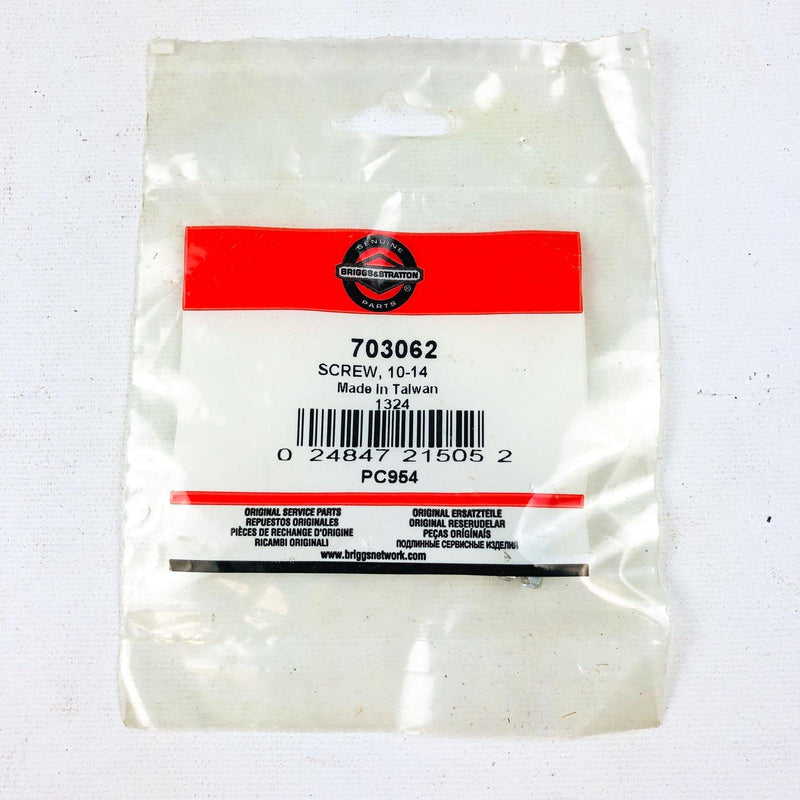 GENUINE
BRIGGS&STRATTON
®
PARTS
703062
SCREW, 10-14
Made In Taiwan
1324
0 24847 21505 2
PC954
ORIGINAL SERVICE PARTS
REPUESTOS ORIGINALES
PIÈCES DE RECHANGE D'ORIGINE
RICAMBI ORIGINALI
ORIGINAL ERSATZTEILE
ORIGINAL RESERUDELAR
PEÇAS ORIGINAIS
ПОДЛИННЫЕ СЕРВИСНЫЕ ИЗДЕЛИЯ
www.briggsnetwork.com